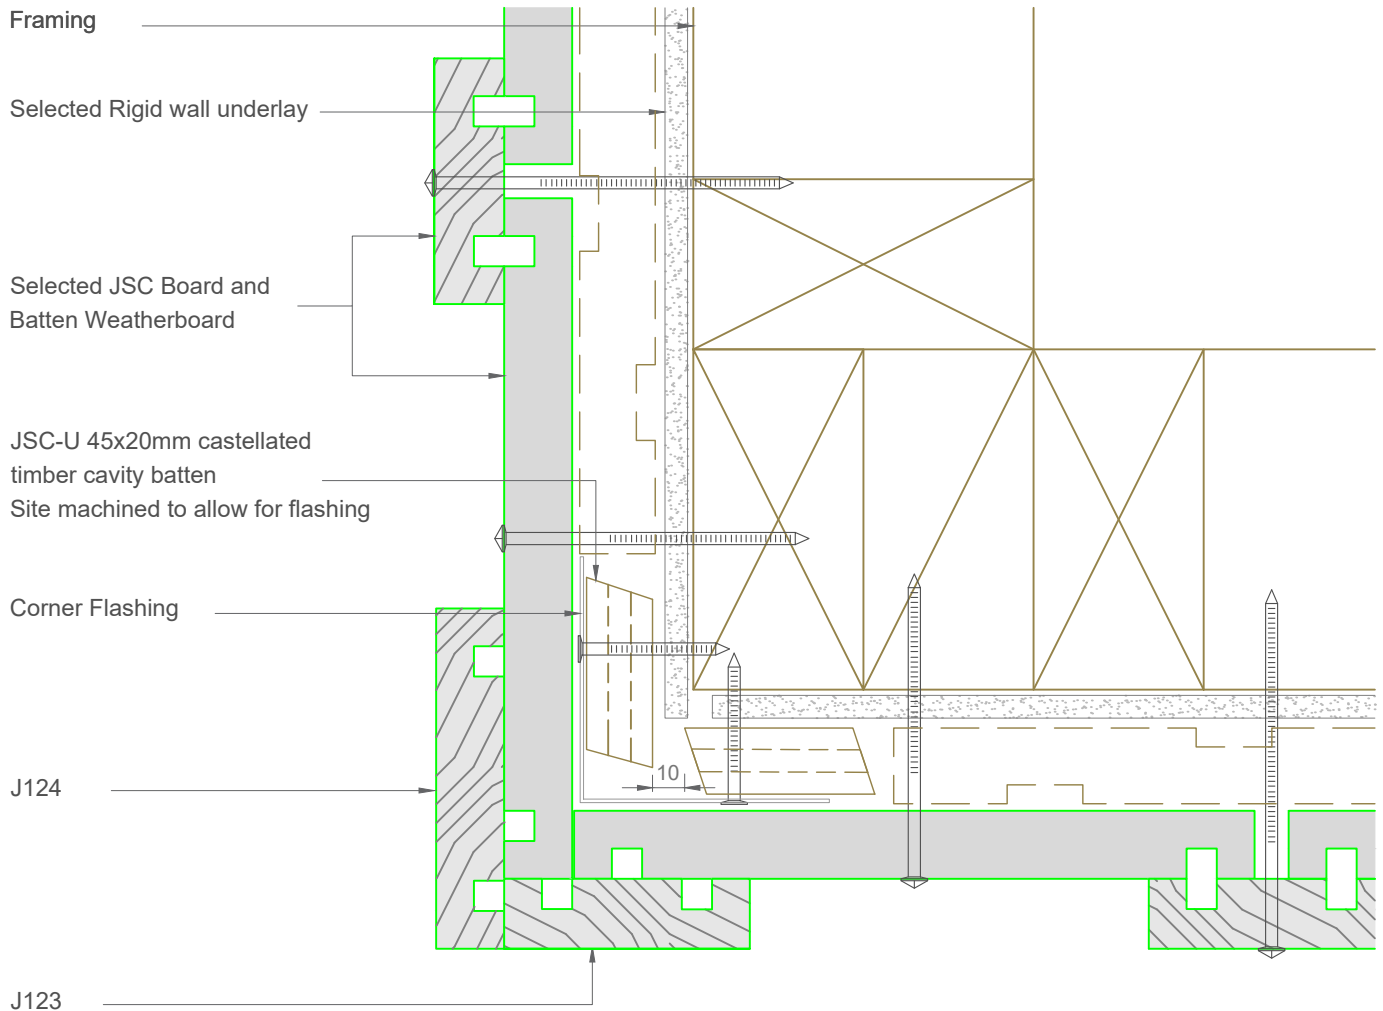 Framing
Selected Rigid wall underlay
Selected JSC Board and
Batten Weatherboard
JSC-U 45x20mm castellated
timber cavity batten
Site machined to allow for flashing
Corner Flashing
10
J124
J123